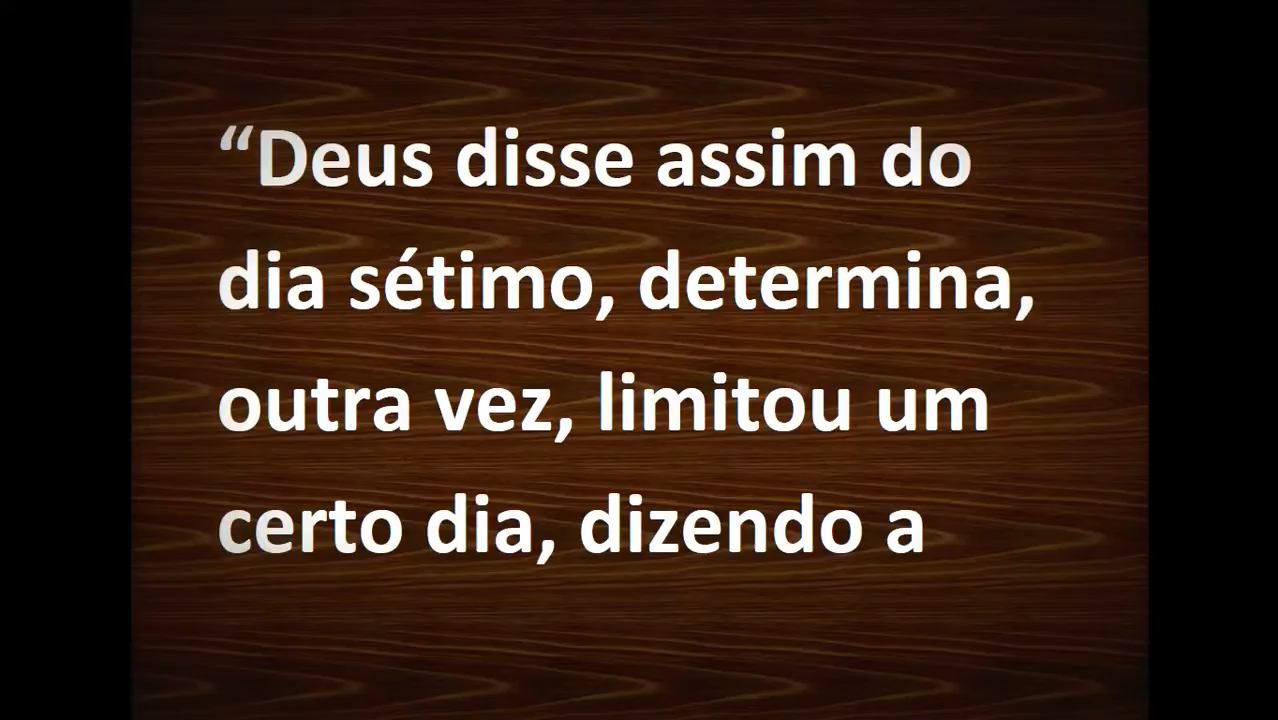 “Deus disse assim do
dia sétimo, determina,
outra vez, limitou um
certo dia, dizendo a